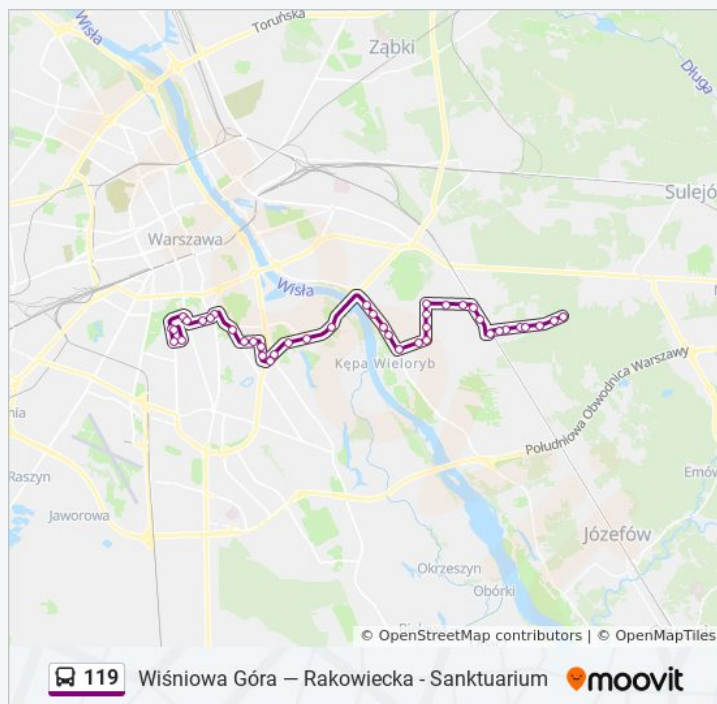 Wisła
Toruńska
Ząbki
Długa
Sulejó
Warszawa
Wisła
Kępa Wieloryb
Południowa Obwodnica Warszawy
Raszyn
Emów
Jaworowa
Józefów
Okrzeszyn
Obórki
© OpenStreetMap contributors | © OpenMapTiles
119 Wiśniowa Góra — Rakowiecka - Sanktuarium moovit